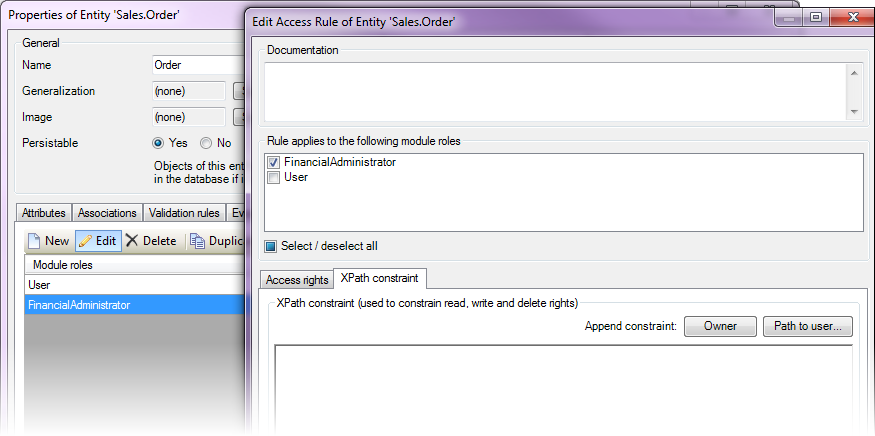 Properties of Entity 'Sales.Order'
General
Name Order
Generalization (none)
Image (none)
Persistable Yes No
Objects of this
in the database if
Attributes Associations Validation rules
New Edit Delete
Module roles
User
FinancialAdministrator
Edit Access Rule of Entity 'Sales.Order'
Documentation
Rule applies to the following module roles
FinancialAdministrator
User
Select / deselect all
Access rights XPath constraint
XPath constraint (used to constrain read, write and delete rights)
Append constraint: Owner Path to user...